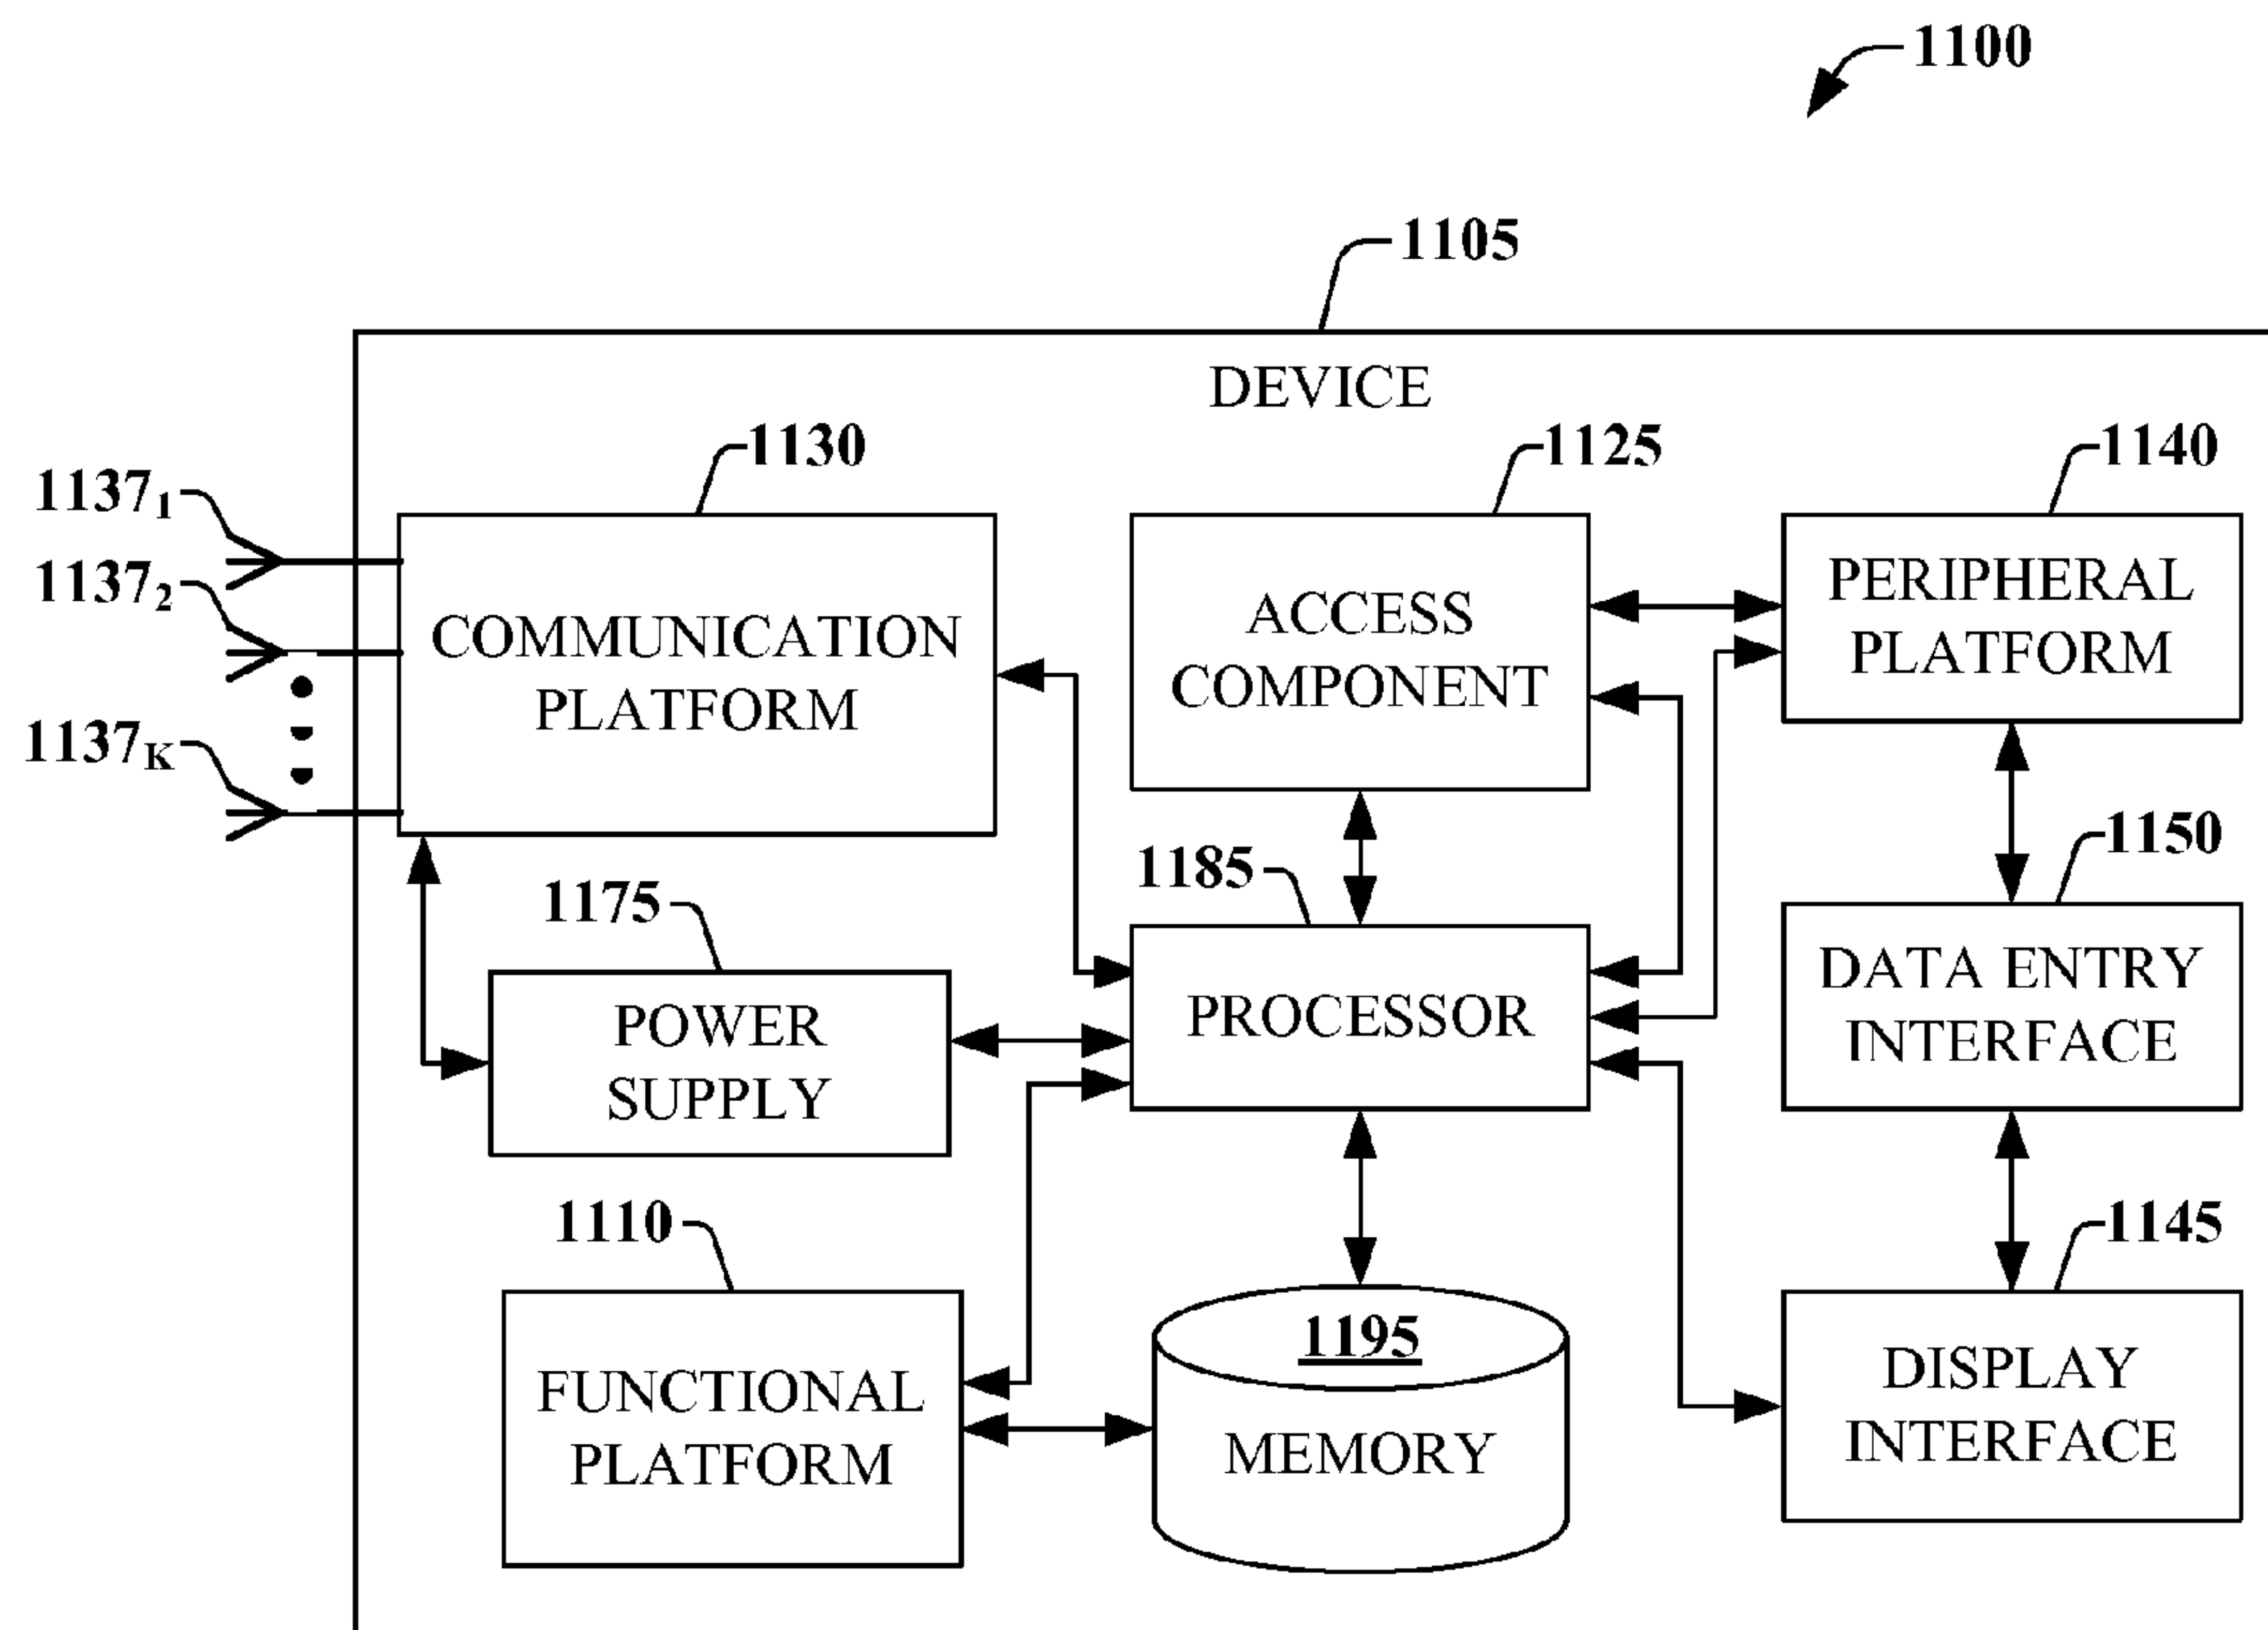 1100
1105
DEVICE
1130
1125
1140
1137₁
1137₂
1137K
COMMUNICATION
PLATFORM
ACCESS
COMPONENT
PERIPHERAL
PLATFORM
1175
1185
1150
POWER
SUPPLY
PROCESSOR
DATA ENTRY
INTERFACE
1110
1195
1145
FUNCTIONAL
PLATFORM
MEMORY
DISPLAY
INTERFACE